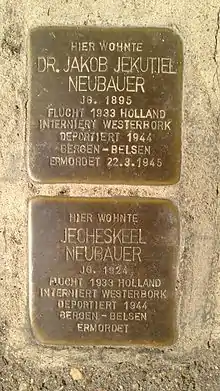 HIER WOHNTE
DR. JAKOB JEKUTIEL
NEUBAUER
JG. 1895
FLUCHT 1933 HOLLAND
INTERNIERT WESTERBORK
DEPORTIERT 1944
BERGEN-BELSEN
ERMORDET 22.3.1945
HIER WOHNTE
JECHESKEEL
NEUBAUER
JG. 1924
FLUCHT 1933 HOLLAND
INTERNIERT WESTERBORK
DEPORTIERT 1944
BERGEN-BELSEN
ERMORDET